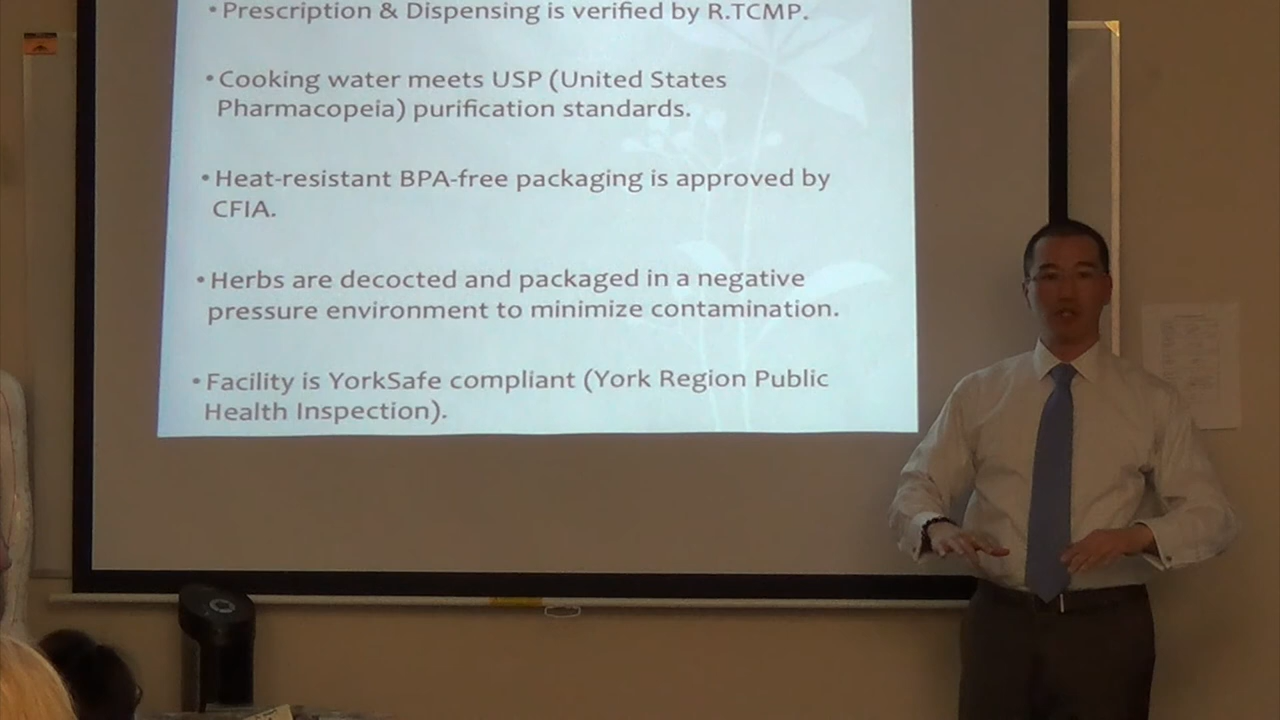 • Prescription & Dispensing is verified by R.TCMP.
• Cooking water meets USP (United States
Pharmacopeia) purification standards.
• Heat-resistant BPA-free packaging is approved by
CFIA.
• Herbs are decocted and packaged in a negative
pressure environment to minimize contamination.
• Facility is YorkSafe compliant (York Region Public
Health Inspection).